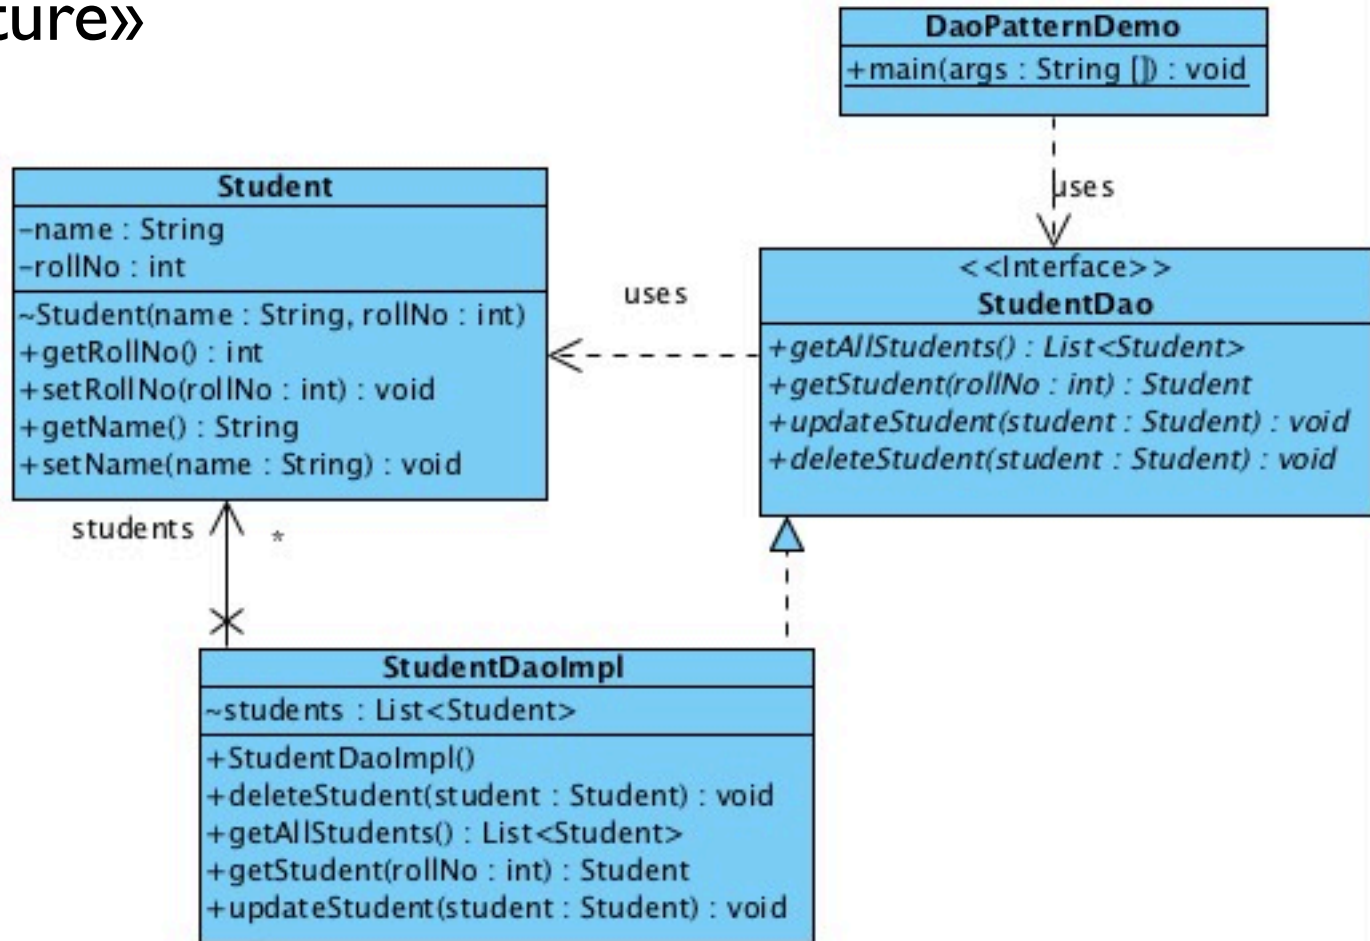 ture»
DaoPatternDemo
+main(args : String []) : void
uses
Student
-name : String
-rollNo : int
~Student(name : String, rollNo : int)
+getRollNo() : int
+setRollNo(rollNo : int) : void
+getName() : String
+setName(name : String) : void
uses
<<Interface>>
StudentDao
+getAllStudents() : List<Student>
+getStudent(rollNo : int) : Student
+updateStudent(student : Student) : void
+deleteStudent(student : Student) : void
students
*
StudentDaoImpl
~students : List<Student>
+StudentDaoImpl()
+deleteStudent(student : Student) : void
+getAllStudents() : List<Student>
+getStudent(rollNo : int) : Student
+updateStudent(student : Student) : void